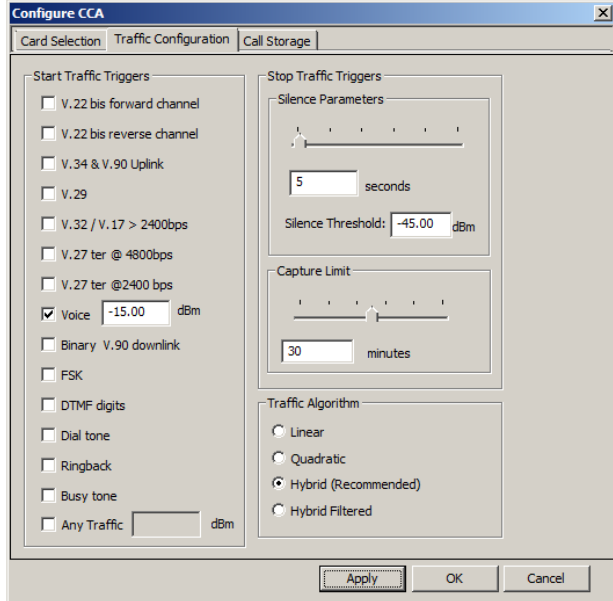 Configure CCA
Card Selection
Traffic Configuration
Call Storage
Start Traffic Triggers
V.22 bis forward channel
V.22 bis reverse channel
V.34 & V.90 Uplink
V.29
V.32 / V.17 > 2400bps
V.27 ter @ 4800bps
V.27 ter @2400 bps
Voice -15.00 dBm
Binary V.90 downlink
FSK
DTMF digits
Dial tone
Ringback
Busy tone
Any Traffic dBm
Stop Traffic Triggers
Silence Parameters
5 seconds
Silence Threshold: -45.00 dBm
Capture Limit
30 minutes
Traffic Algorithm
Linear
Quadratic
Hybrid (Recommended)
Hybrid Filtered
Apply
OK
Cancel